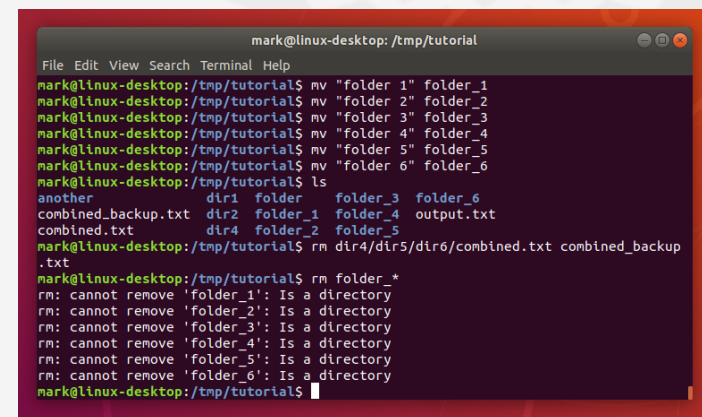 mark@linux-desktop: /tmp/tutorial
File Edit View Search Terminal Help
mark@linux-desktop:/tmp/tutorial$ mv "folder 1" folder_1
mark@linux-desktop:/tmp/tutorial$ mv "folder 2" folder_2
mark@linux-desktop:/tmp/tutorial$ mv "folder 3" folder_3
mark@linux-desktop:/tmp/tutorial$ mv "folder 4" folder_4
mark@linux-desktop:/tmp/tutorial$ mv "folder 5" folder_5
mark@linux-desktop:/tmp/tutorial$ mv "folder 6" folder_6
mark@linux-desktop:/tmp/tutorial$ ls
another dir1 folder folder_3 folder_6
combined_backup.txt dir2 folder_1 folder_4 output.txt
combined.txt dir4 folder_2 folder_5
mark@linux-desktop:/tmp/tutorial$ rm dir4/dir5/dir6/combined.txt combined_backup
.txt
mark@linux-desktop:/tmp/tutorial$ rm folder_*
rm: cannot remove 'folder_1': Is a directory
rm: cannot remove 'folder_2': Is a directory
rm: cannot remove 'folder_3': Is a directory
rm: cannot remove 'folder_4': Is a directory
rm: cannot remove 'folder_5': Is a directory
rm: cannot remove 'folder_6': Is a directory
mark@linux-desktop:/tmp/tutorial$